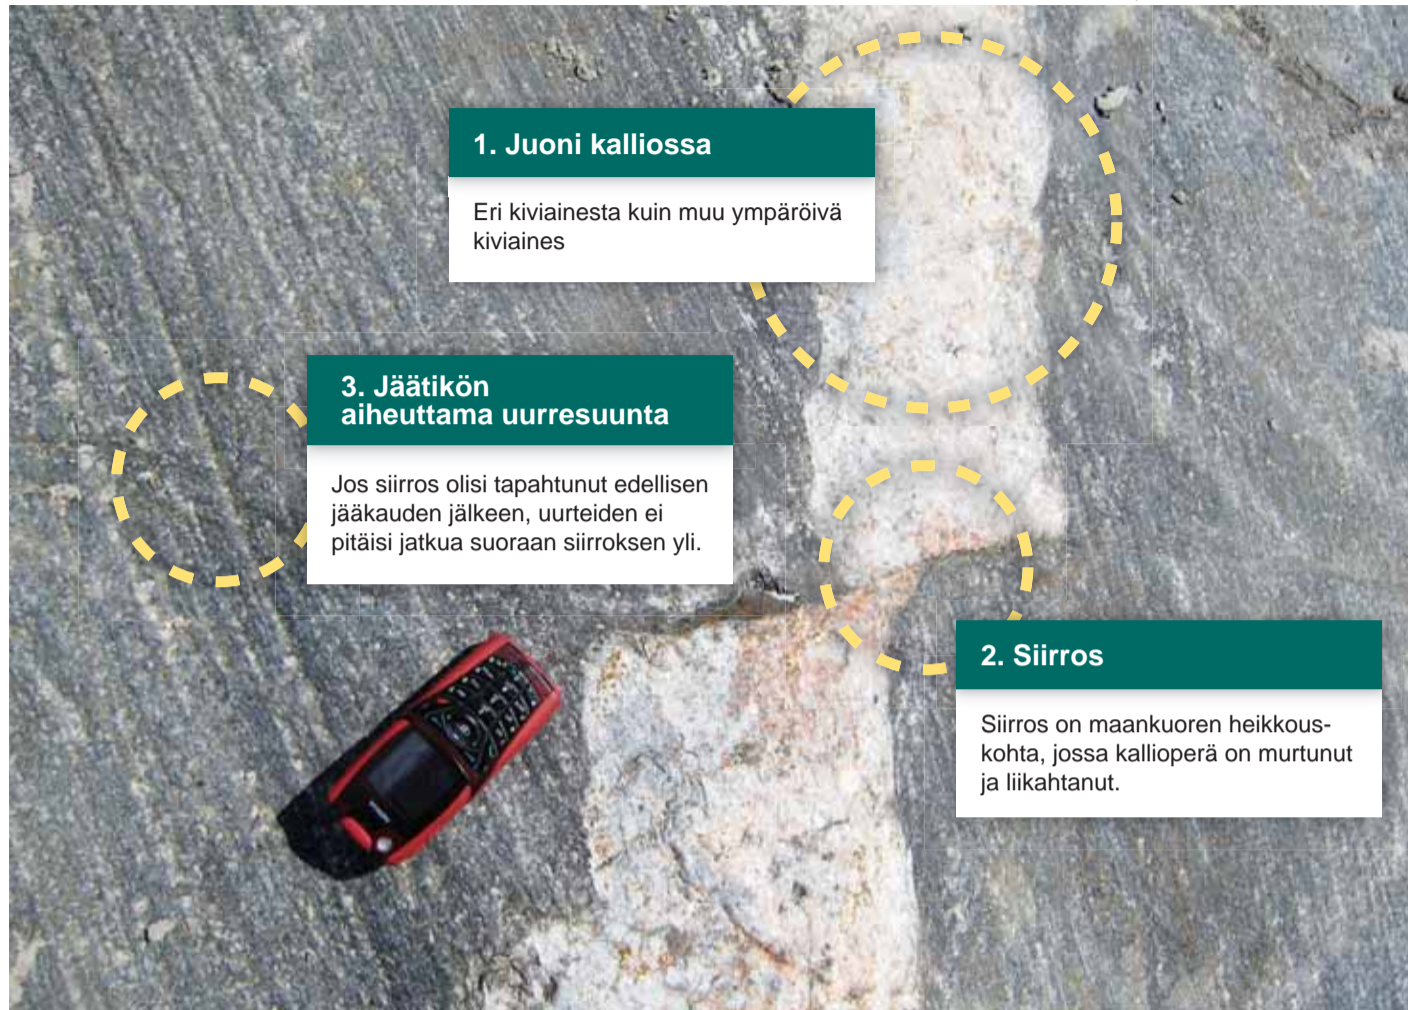 1. Juoni kalliossa
Eri kiviainesta kuin muu ympäröivä
kiviaines
3. Jäätikön
aiheuttama uurresuunta
Jos siirros olisi tapahtunut edellisen
jääkauden jälkeen, uurteiden ei
pitäisi jatkua suoraan siirroksen yli.
2. Siirros
Siirros on maankuoren heikkous-
kohta, jossa kallioperä on murtunut
ja liikahtanut.